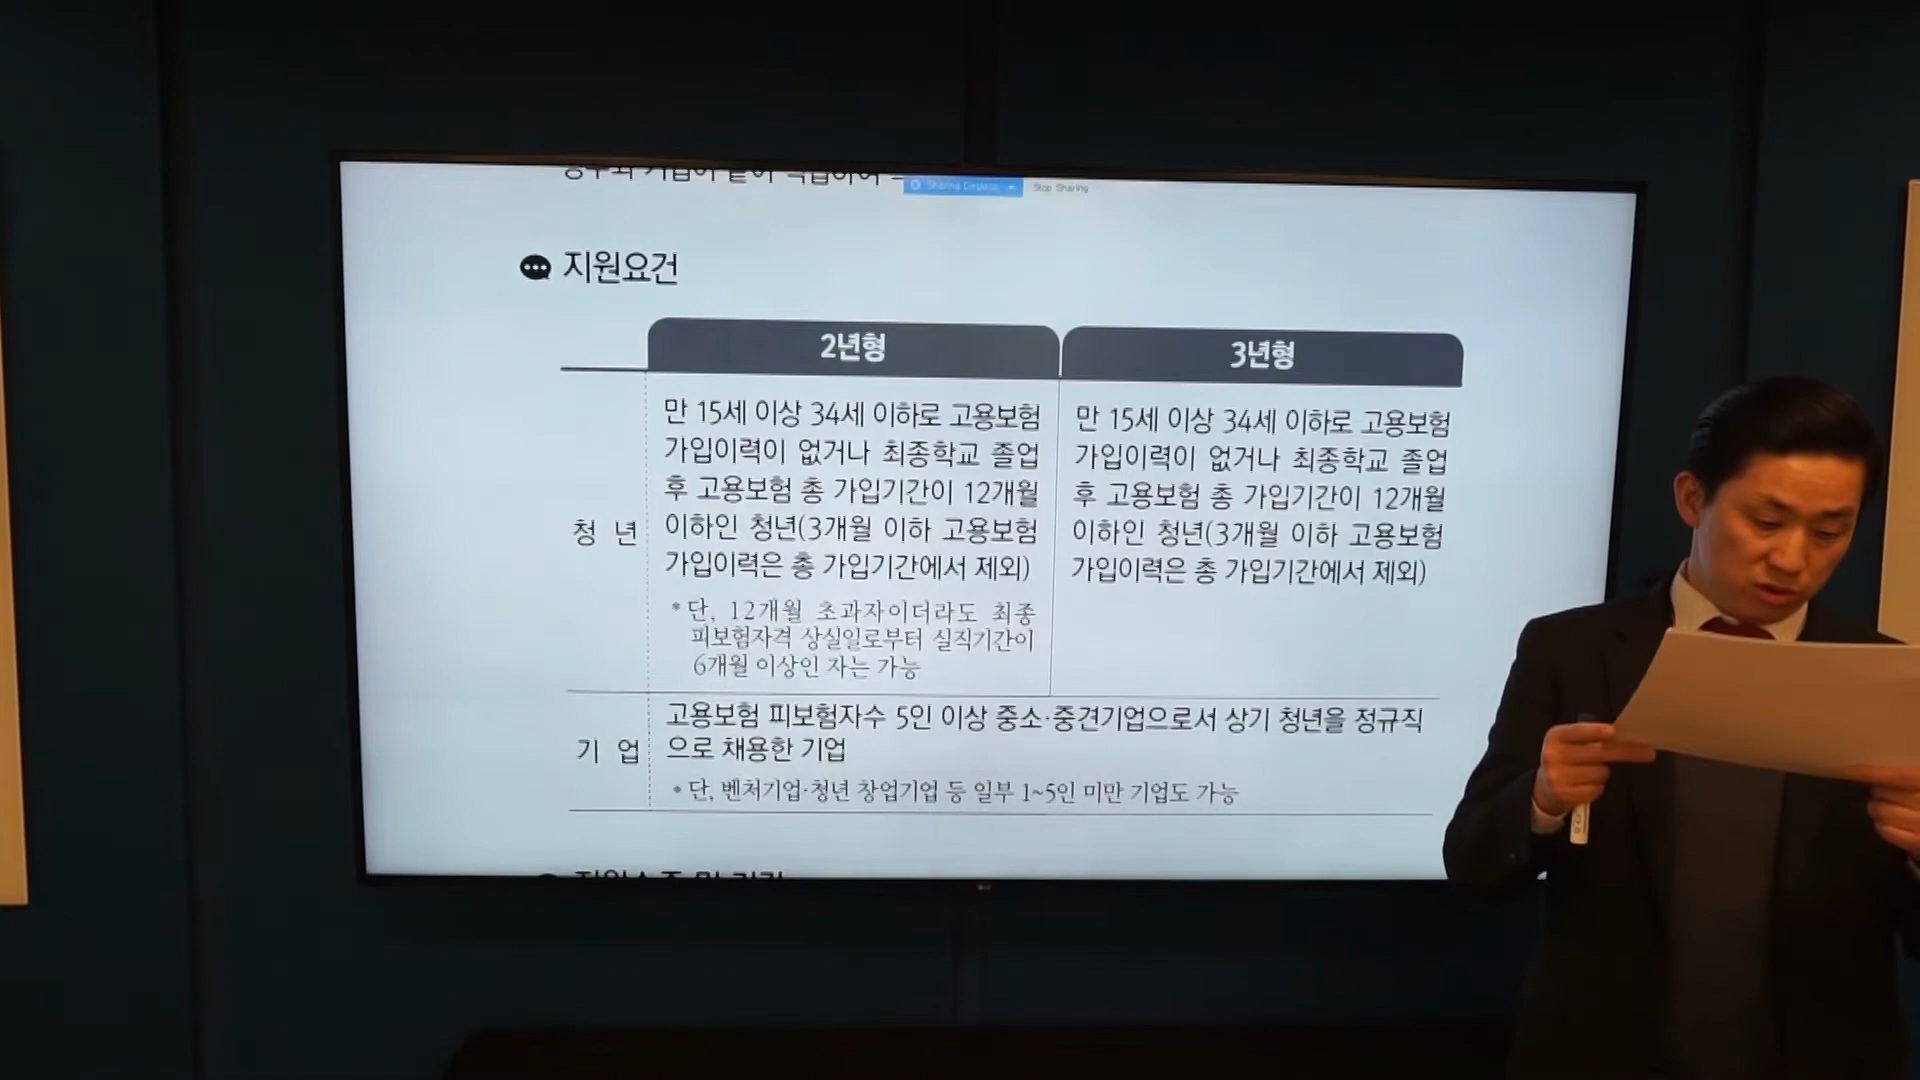 Sharing Desktop Stop Sharing
지원요건
2년형
3년형
청 년
만 15세 이상 34세 이하로 고용보험
가입이력이 없거나 최종학교 졸업
후 고용보험 총 가입기간이 12개월
이하인 청년(3개월 이하 고용보험
가입이력은 총 가입기간에서 제외)
* 단, 12개월 초과자이더라도 최종
피보험자격 상실일로부터 실직기간이
6개월 이상인 자는 가능
만 15세 이상 34세 이하로 고용보험
가입이력이 없거나 최종학교 졸업
후 고용보험 총 가입기간이 12개월
이하인 청년(3개월 이하 고용보험
가입이력은 총 가입기간에서 제외)
기 업
고용보험 피보험자수 5인 이상 중소·중견기업으로서 상기 청년을 정규직
으로 채용한 기업
* 단, 벤처기업·청년 창업기업 등 일부 1~5인 미만 기업도 가능
LG